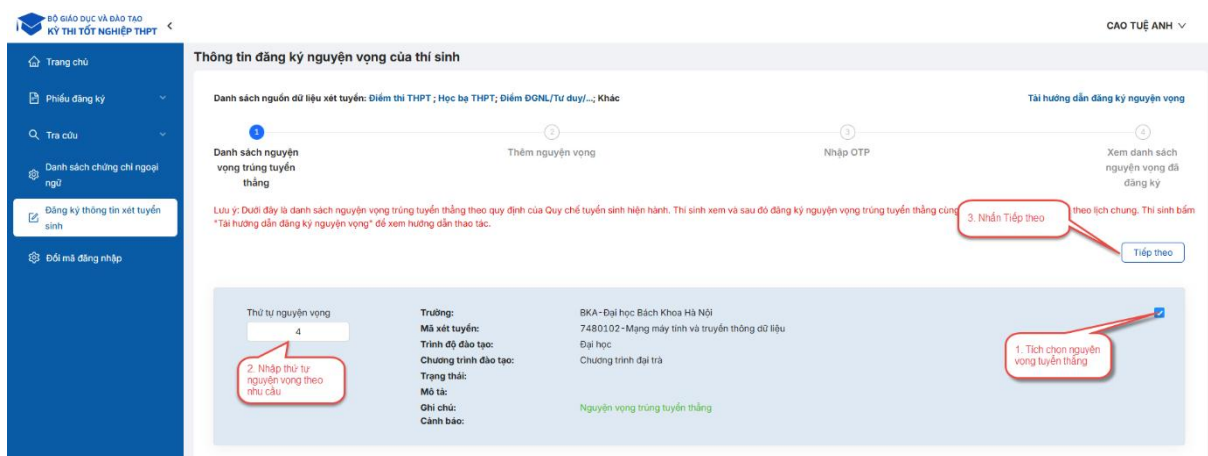 BỘ GIÁO DỤC VÀ ĐÀO TẠO
KỲ THI TỐT NGHIỆP THPT
CAO TUỆ ANH
Trang chủ
Phiếu đăng ký
Tra cứu
Danh sách chứng chỉ ngoại
ngữ
Đăng ký thông tin xét tuyển
sinh
Đổi mã đăng nhập
Thông tin đăng ký nguyện vọng của thí sinh
Danh sách nguồn dữ liệu xét tuyển: Điểm thi THPT ; Học bạ THPT; Điểm ĐGNL/Tư duy/...; Khác
Tải hướng dẫn đăng ký nguyện vọng
1
Danh sách nguyện
vọng trúng tuyển
thẳng
2
Thêm nguyện vọng
3
Nhập OTP
4
Xem danh sách
nguyện vọng đã
đăng ký
Lưu ý: Dưới đây là danh sách nguyện vọng trúng tuyển thẳng theo quy định của Quy chế tuyển sinh hiện hành. Thí sinh xem và sau đó đăng ký nguyện vọng trúng tuyển thẳng cùng theo lịch chung. Thí sinh bấm
"Tải hướng dẫn đăng ký nguyện vọng" để xem hướng dẫn thao tác.
3. Nhấn Tiếp theo
Tiếp theo
Thứ tự nguyện vọng
4
2. Nhập thứ tự
nguyện vọng theo
nhu cầu
Trường: BKA-Đại học Bách Khoa Hà Nội
Mã xét tuyển: 7480102-Mạng máy tính và truyền thông dữ liệu
Trình độ đào tạo: Đại học
Chương trình đào tạo: Chương trình đại trà
Trạng thái:
Mô tả:
Ghi chú: Nguyện vọng trúng tuyển thẳng
Cảnh báo:
1. Tích chọn nguyện
vọng tuyển thẳng